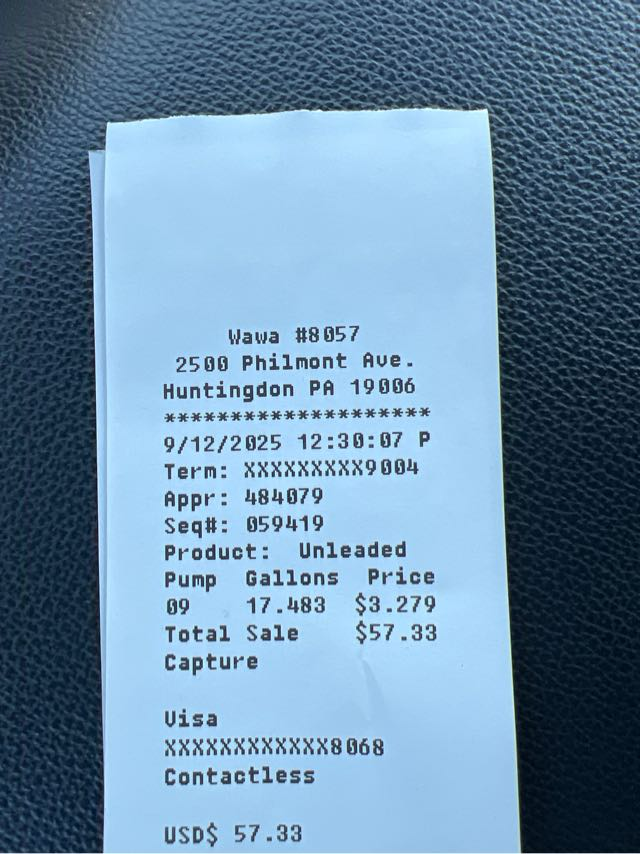 Wawa #8057
2500 Philmont Ave.
Huntingdon PA 19006
********************
9/12/2025 12:30:07 P
Term: XXXXXXXXX9004
Appr: 484079
Seq#: 059419
Product:  Unleaded
Pump  Gallons  Price
09    17.483  $3.279
Total Sale    $57.33
Capture
Visa
XXXXXXXXXXXX8068
Contactless
USD$ 57.33